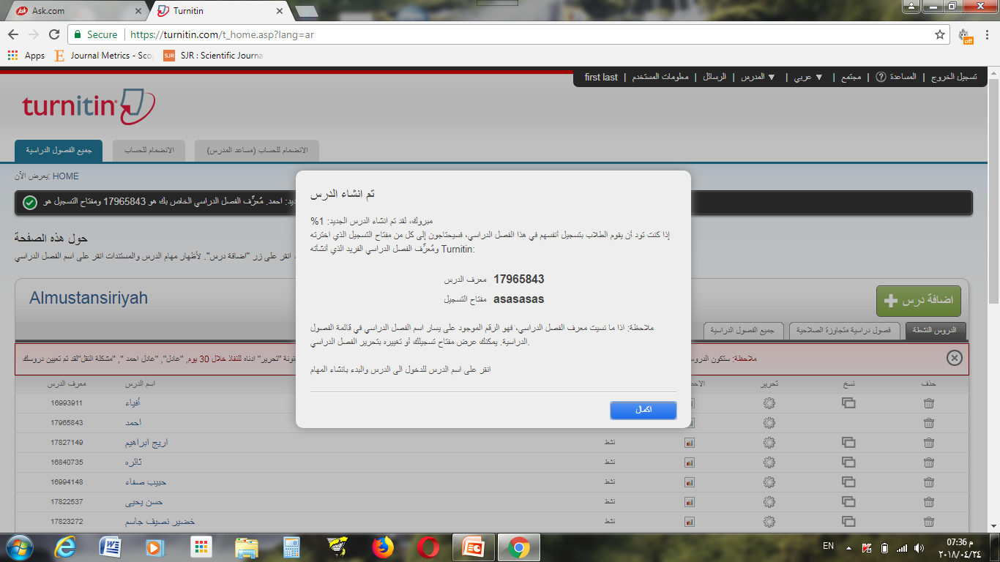 Ask.com
Turnitin
Secure https://turnitin.com/t_home.asp?lang=ar
off
Apps
Journal Metrics - Sco
SJR SJR : Scientific Journa
first last | معلومات المستخدم | الرسائل | المدرس | عربي | مجتمع | المساعدة ? | تسجيل الخروج
turnitin
جميع الفصول الدراسية
الانضمام للحساب
الانضمام للحساب (مساعد المدرس)
يعرض الآن: HOME
ديد: احمد. مُعرِّف الفصل الدراسي الخاص بك هو 17965843 ومفتاح التسجيل هو
حول هذه الصفحة
انقر على زر "اضافة درس". لأظهار مهام الدرس والمستندات انقر على اسم الفصل الدراسي
تم انشاء الدرس
مبروك، لقد تم انشاء الدرس الجديد: 1%
إذا كنت تود أن يقوم الطلاب بتسجيل أنفسهم في هذا الفصل الدراسي، فسيحتاجون إلى كل من مفتاح التسجيل الذي اخترته
ومُعرِّف الفصل الدراسي الفريد الذي أنشأته Turnitin:
معرف الدرس 17965843
مفتاح التسجيل asasasas
ملاحظة: اذا ما نسيت معرف الفصل الدراسي، فهو الرقم الموجود على يسار اسم الفصل الدراسي في قائمة الفصول
الدراسية. يمكنك عرض مفتاح تسجيلك أو تغييره بتحرير الفصل الدراسي.
انقر على اسم الدرس للدخول الى الدرس والبدء بانشاء المهام
اكمال
Almustansiriyah
اضافة درس
جميع الفصول الدراسية
فصول دراسية متجاوزة الصلاحية
الدروس النشطة
ملاحظة: ستكون الدروس
"تحرير" ادناه للنفاذ خلال 30 يوم, "عادل", "عادل احمد ", "مشكلة النقل"لقد تم تعيين دروسك
معرف الدرس اسم الدرس تحرير نسخ حذف
16993911 أفياء
17965843 احمد
17827149 اريج ابراهيم نشط
16840735 ثائره نشط
16994148 حبيب صفاء نشط
17822537 حسن يحيى نشط
17823272 خضير نصيف جاسم نشط
EN
07:36 م
٢٠١٨/٠٤/٢٤